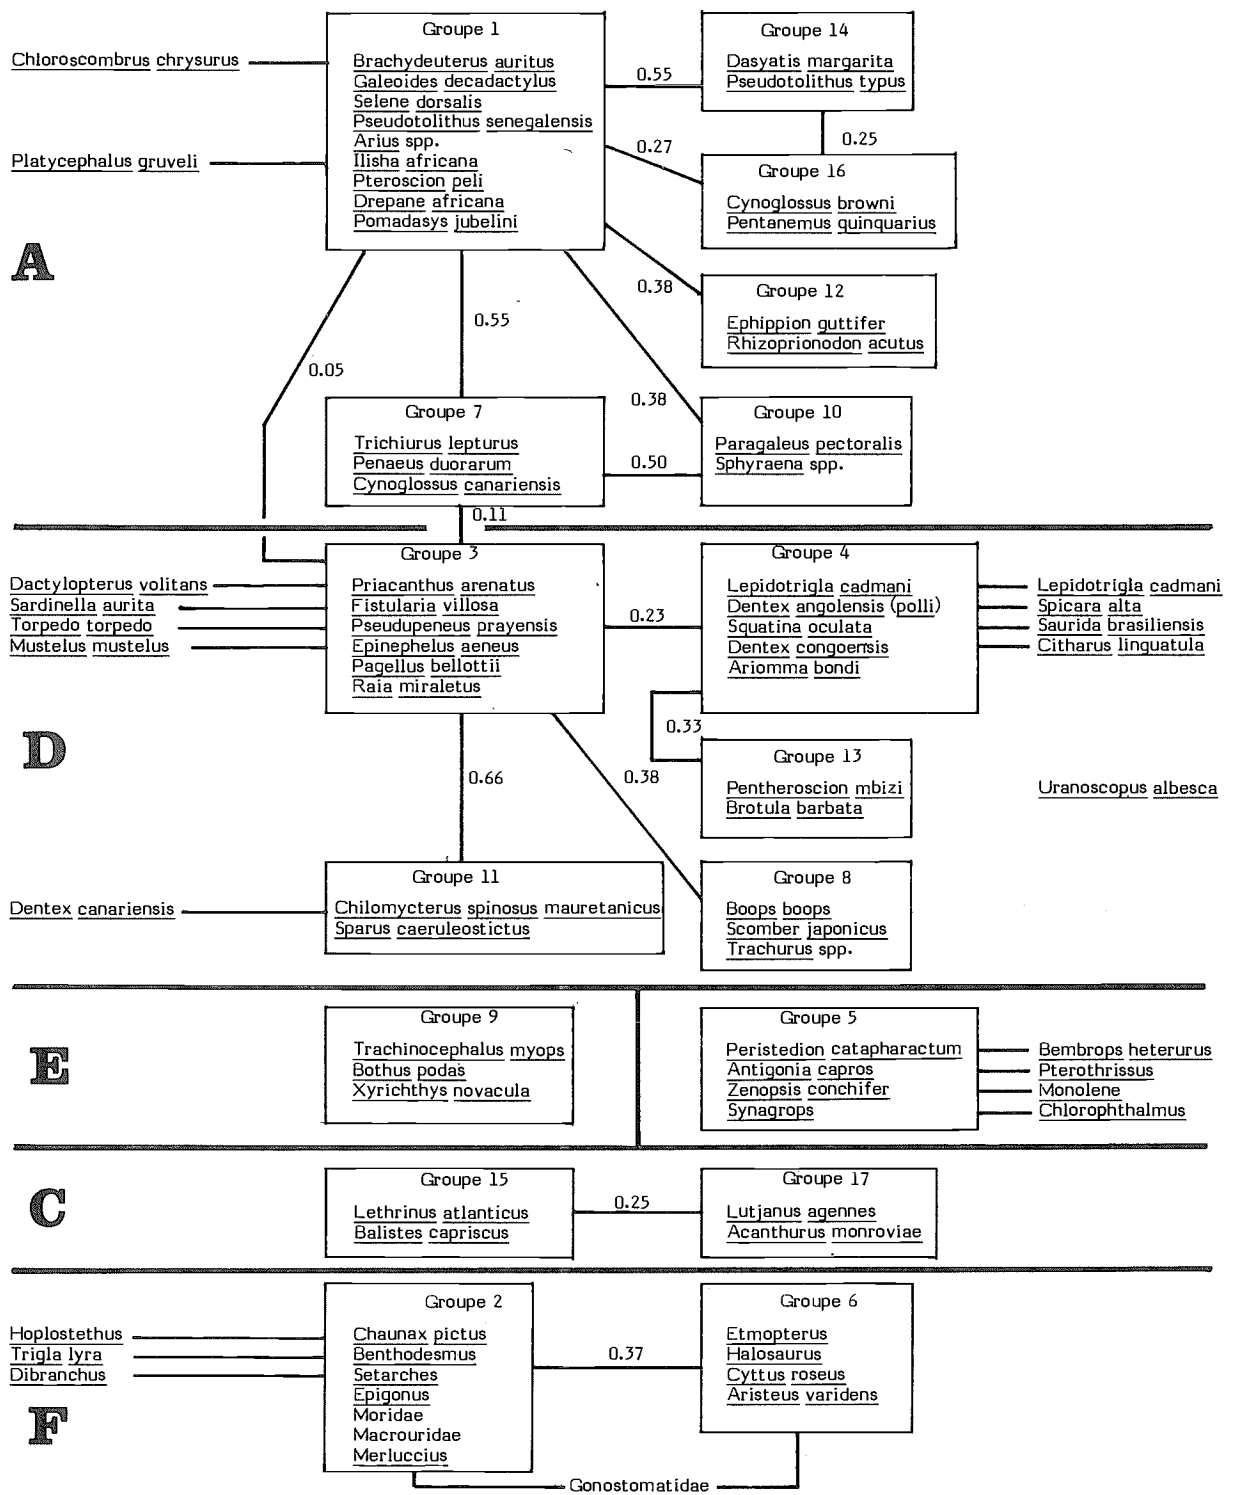 Groupe 1
Chloroscombrus chrysurus
Brachydeuterus auritus
Galeoides decadactylus
Selene dorsalis
Pseudotolithus senegalensis
Arius spp.
Platycephalus gruveli
Ilisha africana
Pteroscion peli
Drepane africana
Pomadasys jubelini
Groupe 14
Dasyatis margarita
Pseudotolithus typus
0.55
0.25
0.27
Groupe 16
Cynoglossus browni
Pentanemus quinquarius
A
0.38
Groupe 12
Ephippion guttifer
Rhizoprionodon acutus
0.55
0.05
0.38
Groupe 7
Trichiurus lepturus
Penaeus duorarum
Cynoglossus canariensis
0.50
Groupe 10
Paragaleus pectoralis
Sphyraena spp.
0.11
Groupe 3
Dactylopterus volitans
Sardinella aurita
Torpedo torpedo
Mustelus mustelus
Priacanthus arenatus
Fistularia villosa
Pseudupeneus prayensis
Epinephelus aeneus
Pagellus bellottii
Raia miraletus
0.23
Groupe 4
Lepidotrigla cadmani
Dentex angolensis (polli)
Squatina oculata
Dentex congoensis
Ariomma bondi
Lepidotrigla cadmani
Spicara alta
Saurida brasiliensis
Citharus linguatula
D
0.33
0.66
0.38
Groupe 13
Pentheroscion mbizi
Brotula barbata
Uranoscopus albesca
Groupe 11
Dentex canariensis
Chilomycterus spinosus mauretanicus
Sparus caeruleostictus
Groupe 8
Boops boops
Scomber japonicus
Trachurus spp.
E
Groupe 9
Trachinocephalus myops
Bothus podas
Xyrichthys novacula
Groupe 5
Peristedion catapharactum
Antigonia capros
Zenopsis conchifer
Synagrops
Bembrops heterurus
Pterothrissus
Monolene
Chlorophthalmus
C
Groupe 15
Lethrinus atlanticus
Balistes capriscus
0.25
Groupe 17
Lutjanus agennes
Acanthurus monroviae
Groupe 2
Hoplostethus
Trigla lyra
Dibranchus
Chaunax pictus
Benthodesmus
Setarches
Epigonus
Moridae
Macrouridae
Merluccius
0.37
Groupe 6
Etmopterus
Halosaurus
Cyttus roseus
Aristeus varidens
F
Gonostomatidae